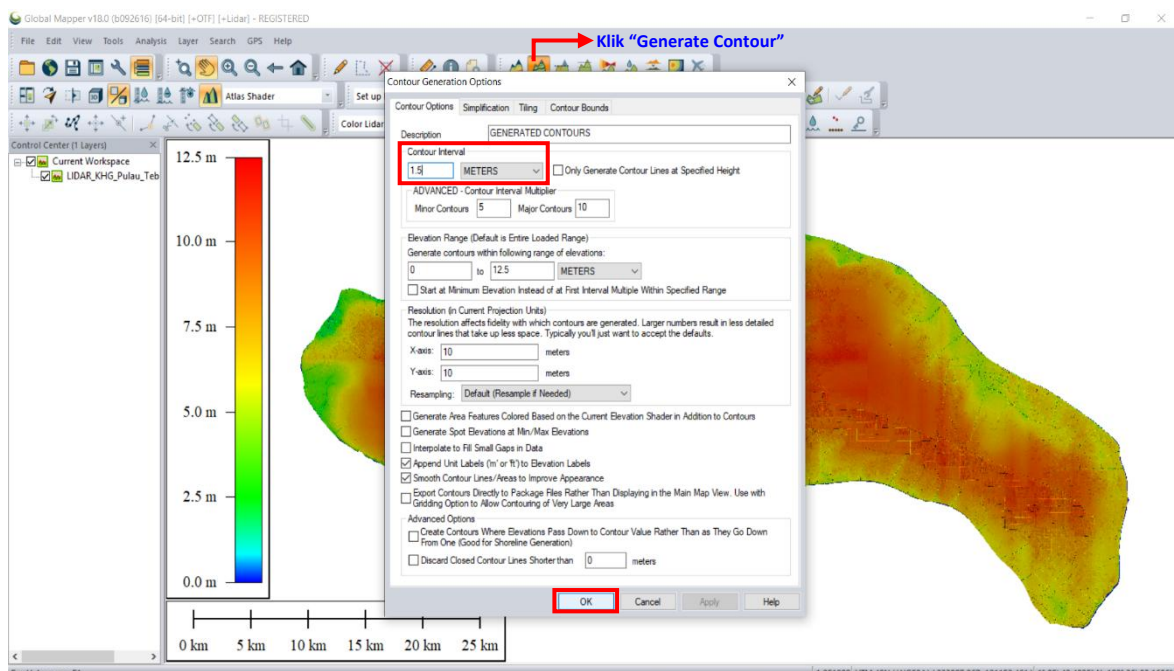 Global Mapper v18.0 (b092616) [64-bit] [+OTF] [+Lidar] - REGISTERED
File Edit View Tools Analysis Layer Search GPS Help
Klik “Generate Contour”
Atlas Shader
Set up
Color Lidar
Control Center (1 Layers)
Current Workspace
LIDAR_KHG_Pulau_Teb
12.5 m
10.0 m
7.5 m
5.0 m
2.5 m
0.0 m
0 km 5 km 10 km 15 km 20 km 25 km
Contour Generation Options
Contour Options Simplification Tiling Contour Bounds
Description GENERATED CONTOURS
Contour Interval
1.5 METERS Only Generate Contour Lines at Specified Height
ADVANCED - Contour Interval Multiplier
Minor Contours 5 Major Contours 10
Elevation Range (Default is Entire Loaded Range)
Generate contours within following range of elevations:
0 to 12.5 METERS
Start at Minimum Elevation Instead of at First Interval Multiple Within Specified Range
Resolution (in Current Projection Units)
The resolution affects fidelity with which contours are generated. Larger numbers result in less detailed
contour lines that take up less space. Typically you'll just want to accept the defaults.
X-axis: 10 meters
Y-axis: 10 meters
Resampling: Default (Resample if Needed)
Generate Area Features Colored Based on the Current Elevation Shader in Addition to Contours
Generate Spot Elevations at Min/Max Elevations
Interpolate to Fill Small Gaps in Data
Append Unit Labels ('m' or 'ft') to Elevation Labels
Smooth Contour Lines/Areas to Improve Appearance
Export Contours Directly to Package Files Rather Than Displaying in the Main Map View. Use with
Gridding Option to Allow Contouring of Very Large Areas
Advanced Options
Create Contours Where Elevations Pass Down to Contour Value Rather Than as They Go Down
From One (Good for Shoreline Generation)
Discard Closed Contour Lines Shorter than 0 meters
OK Cancel Apply Help